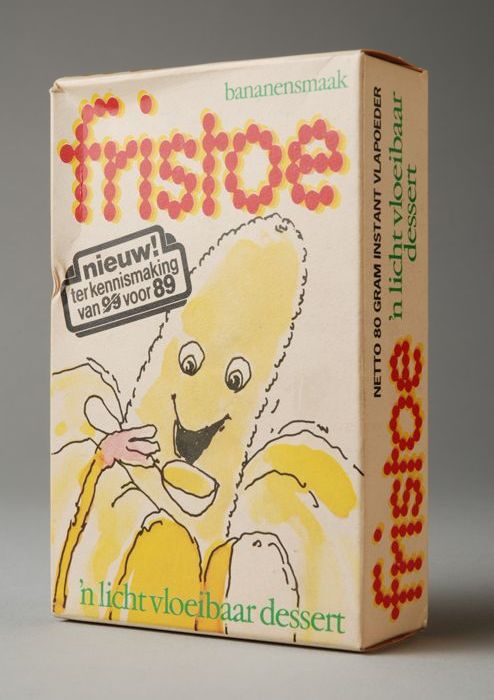 bananensmaak
fristoe
nieuw!
ter kennismaking
van 99 voor 89
'n licht vloeibaar dessert
NETTO 80 GRAM INSTANT VLAPOEDER
'n licht vloeibaar
dessert
fristoe